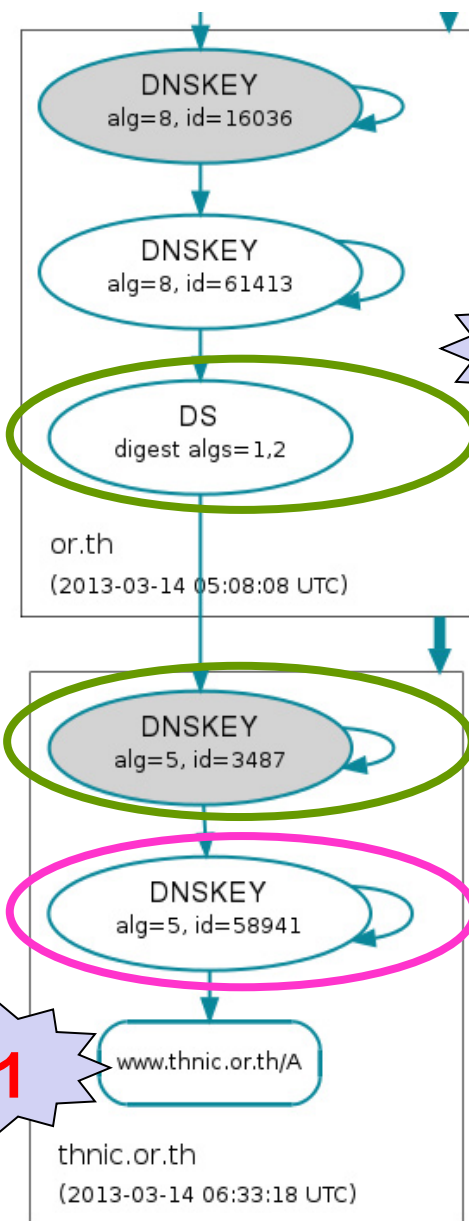 DNSKEY
alg=8, id=16036
DNSKEY
alg=8, id=61413
DS
digest algs=1,2
or.th
(2013-03-14 05:08:08 UTC)
DNSKEY
alg=5, id=3487
DNSKEY
alg=5, id=58941
1
www.thnic.or.th/A
thnic.or.th
(2013-03-14 06:33:18 UTC)